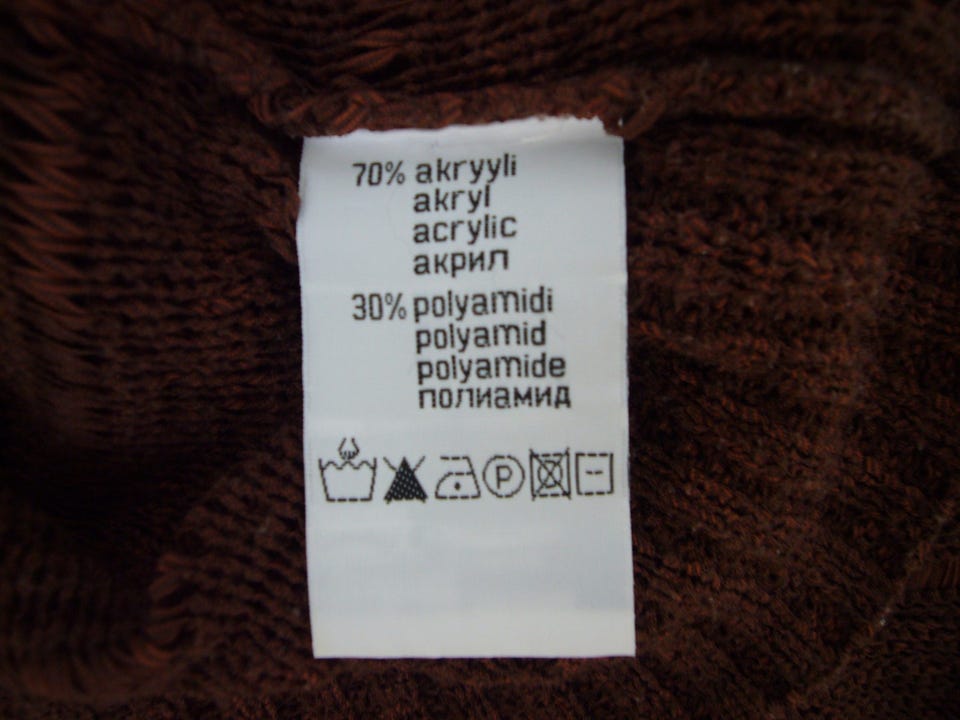 70% akryyli
akryl
acrylic
акрил
30% polyamidi
polyamid
polyamide
полиамид
P